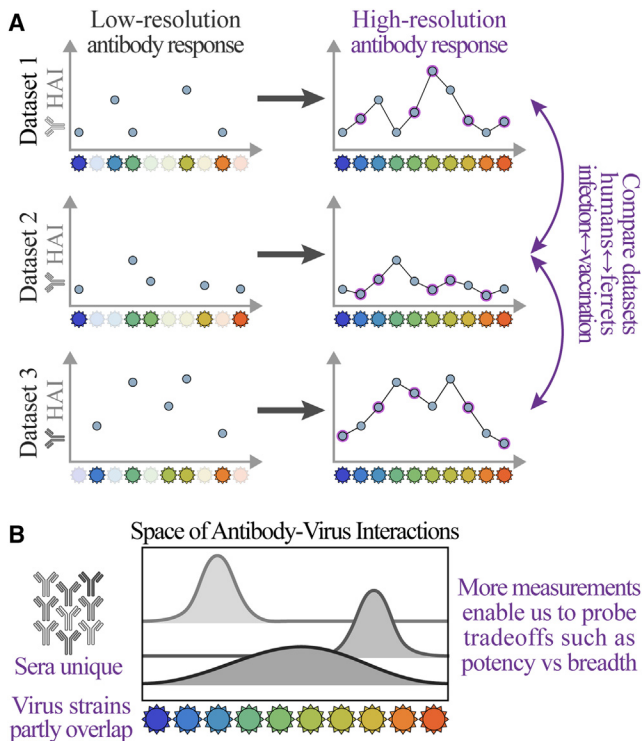 A
Low-resolution
antibody response
High-resolution
antibody response
Dataset 1
HAI
Dataset 2
HAI
Dataset 3
HAI
Compare datasets
humans↔ferrets
infection↔vaccination
B
Space of Antibody-Virus Interactions
Sera unique
Virus strains
partly overlap
More measurements
enable us to probe
tradeoffs such as
potency vs breadth